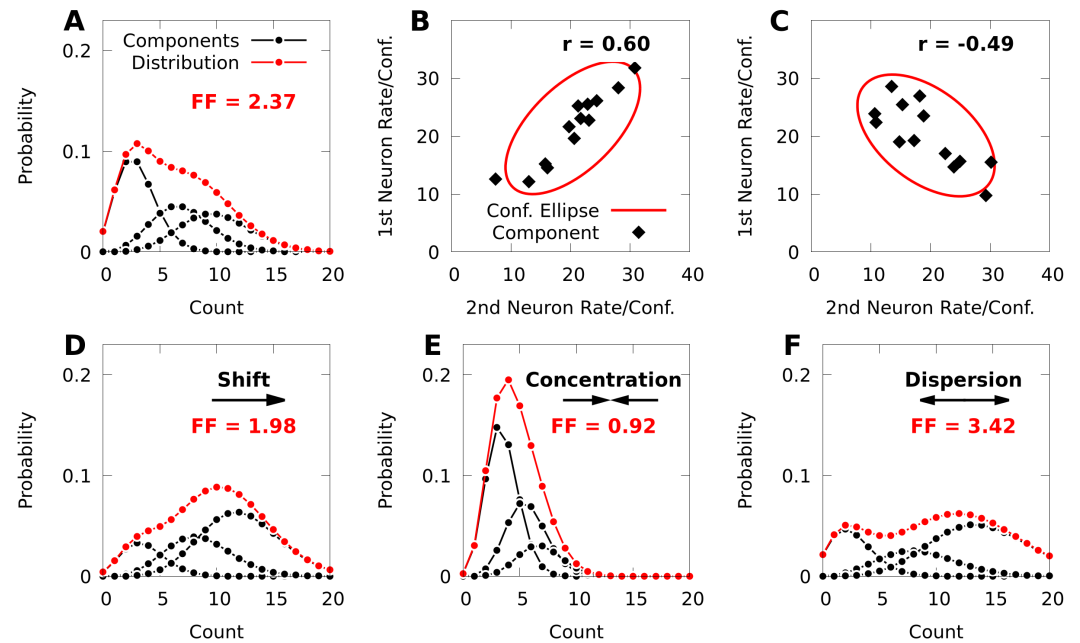 A
0.2
0.1
0
Probability
Components
Distribution
FF = 2.37
0 5 10 15 20
Count
B
30
20
10
0
1st Neuron Rate/Conf.
r = 0.60
Conf. Ellipse
Component
0 10 20 30 40
2nd Neuron Rate/Conf.
C
30
20
10
0
1st Neuron Rate/Conf.
r = -0.49
0 10 20 30 40
2nd Neuron Rate/Conf.
D
0.2
0.1
0
Probability
Shift
FF = 1.98
0 5 10 15 20
Count
E
0.2
0.1
0
Probability
Concentration
FF = 0.92
0 5 10 15 20
Count
F
0.2
0.1
0
Probability
Dispersion
FF = 3.42
0 5 10 15 20
Count